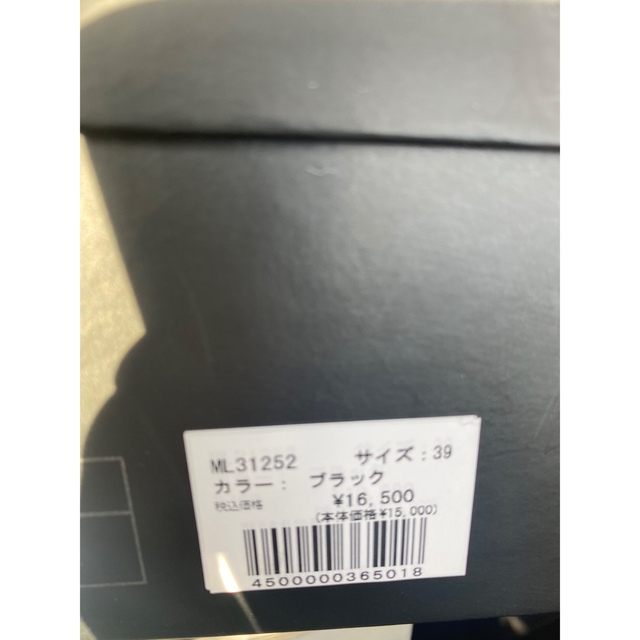 ML31252 サイズ：39
カラー： ブラック
税込価格 ¥16,500
(本体価格¥15,000)
4500000365018